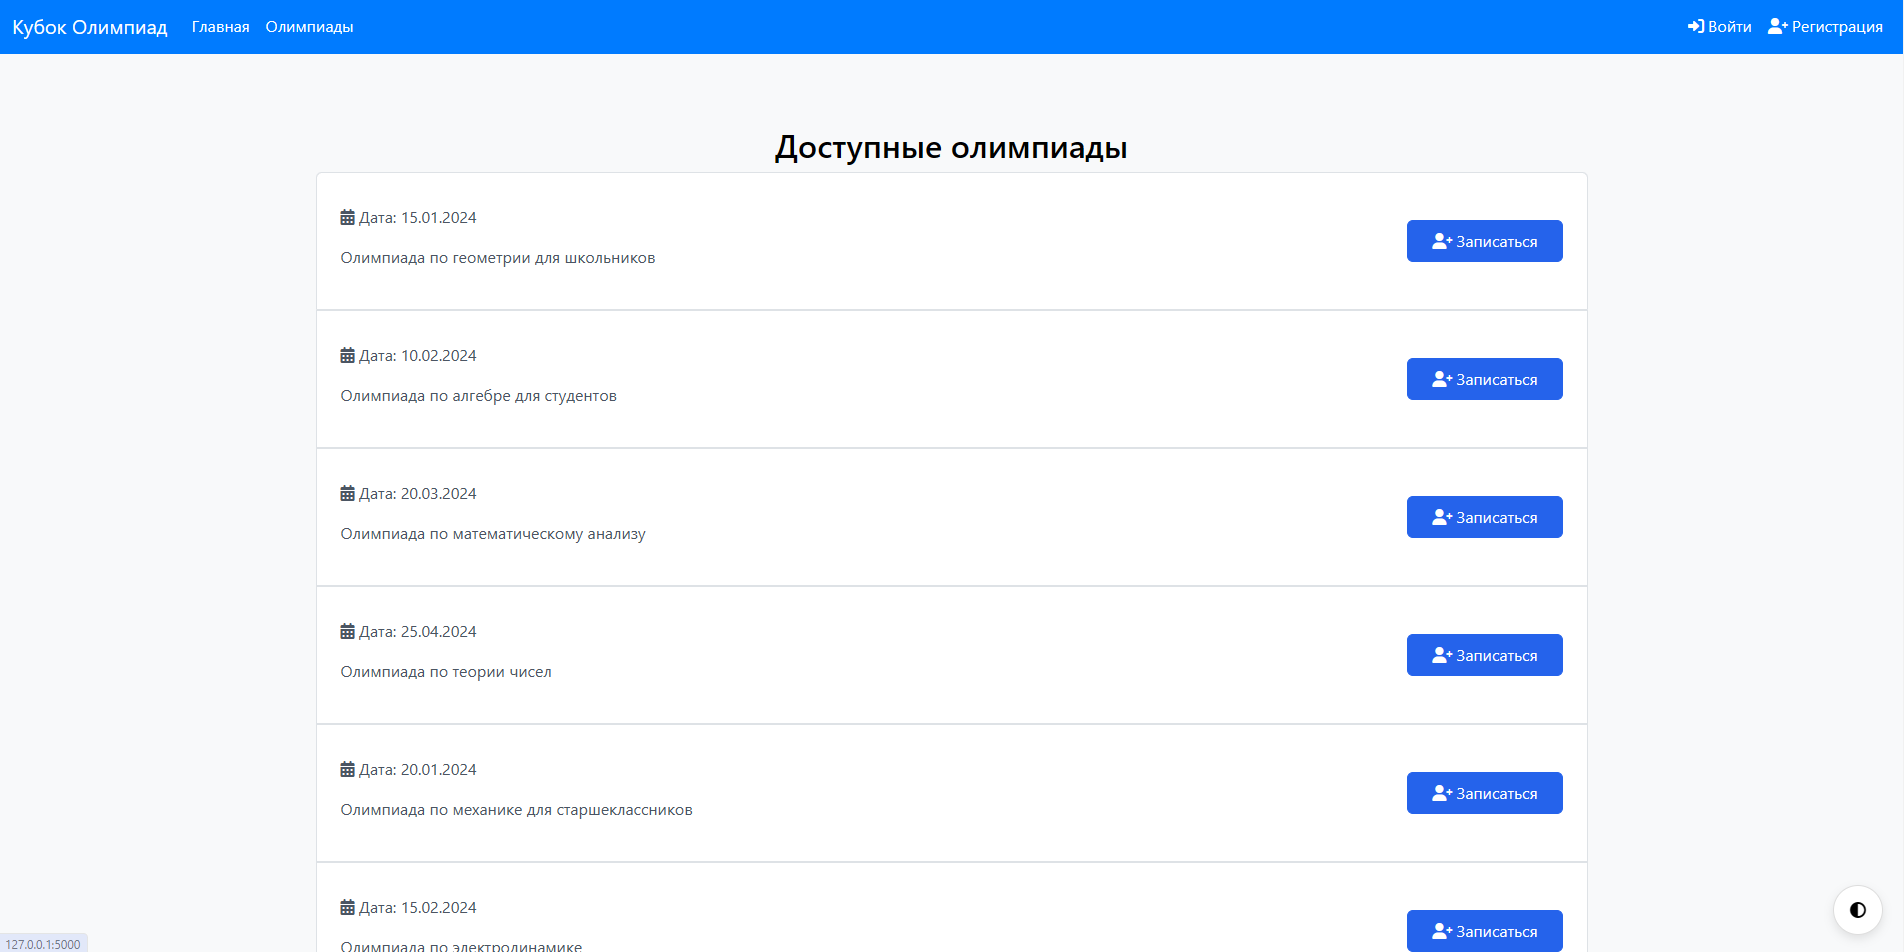 Кубок Олимпиад Главная Олимпиады Войти Регистрация
Доступные олимпиады
Дата: 15.01.2024
Олимпиада по геометрии для школьников
Записаться
Дата: 10.02.2024
Олимпиада по алгебре для студентов
Записаться
Дата: 20.03.2024
Олимпиада по математическому анализу
Записаться
Дата: 25.04.2024
Олимпиада по теории чисел
Записаться
Дата: 20.01.2024
Олимпиада по механике для старшеклассников
Записаться
Дата: 15.02.2024
Олимпиада по электродинамике
Записаться
127.0.0.1:5000